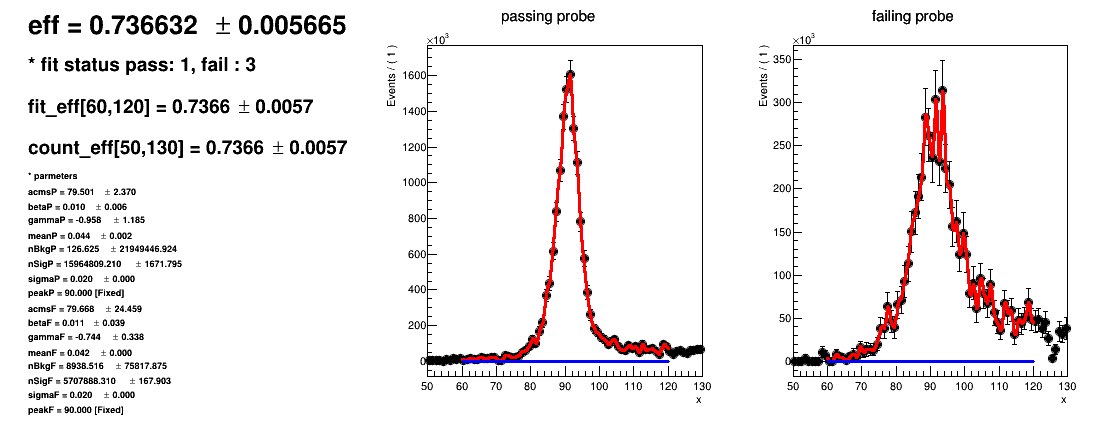 eff = 0.736632 ± 0.005665
* fit status pass: 1, fail : 3
fit_eff[60,120] = 0.7366 ± 0.0057
count_eff[50,130] = 0.7366 ± 0.0057
* parmeters
acmsP = 79.501 ± 2.370
betaP = 0.010 ± 0.006
gammaP = -0.958 ± 1.185
meanP = 0.044 ± 0.002
nBkgP = 126.625 ± 21949446.924
nSigP = 15964809.210 ± 1671.795
sigmaP = 0.020 ± 0.000
peakP = 90.000 [Fixed]
acmsF = 79.668 ± 24.459
betaF = 0.011 ± 0.039
gammaF = -0.744 ± 0.338
meanF = 0.042 ± 0.000
nBkgF = 8938.516 ± 75817.875
nSigF = 5707888.310 ± 167.903
sigmaF = 0.020 ± 0.000
peakF = 90.000 [Fixed]
passing probe
×10³
Events / ( 1 )
1600
1400
1200
1000
800
600
400
200
0
50 60 70 80 90 100 110 120 130
x
failing probe
×10³
Events / ( 1 )
350
300
250
200
150
100
50
0
50 60 70 80 90 100 110 120 130
x